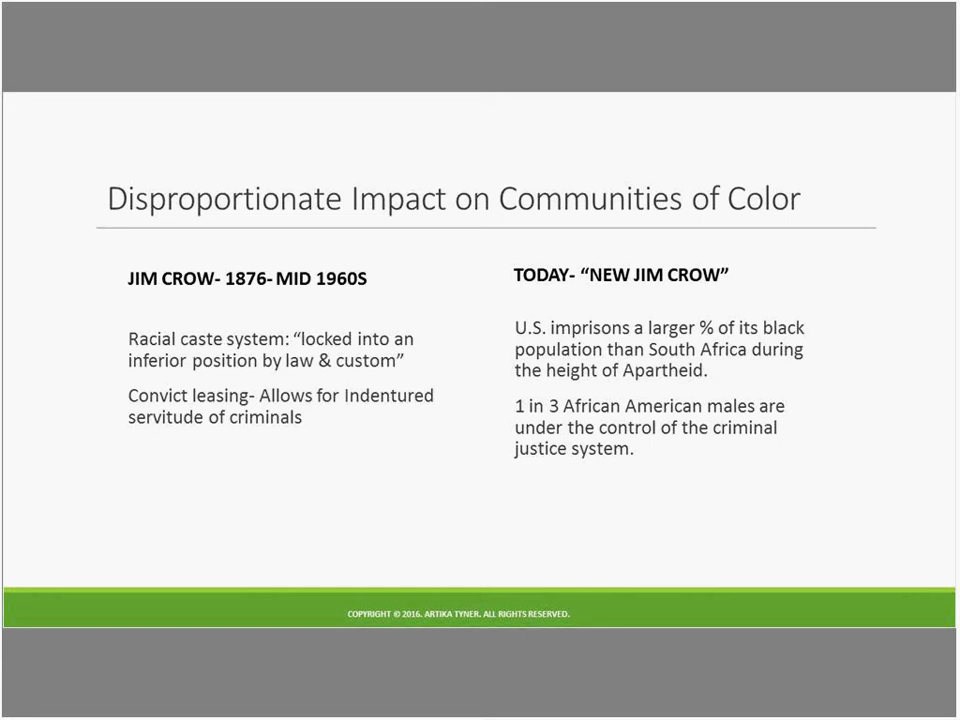 Disproportionate Impact on Communities of Color
JIM CROW- 1876- MID 1960S
Racial caste system: “locked into an
inferior position by law & custom”
Convict leasing- Allows for Indentured
servitude of criminals
TODAY- “NEW JIM CROW”
U.S. imprisons a larger % of its black
population than South Africa during
the height of Apartheid.
1 in 3 African American males are
under the control of the criminal
justice system.
COPYRIGHT © 2016. ARTIKA TYNER. ALL RIGHTS RESERVED.